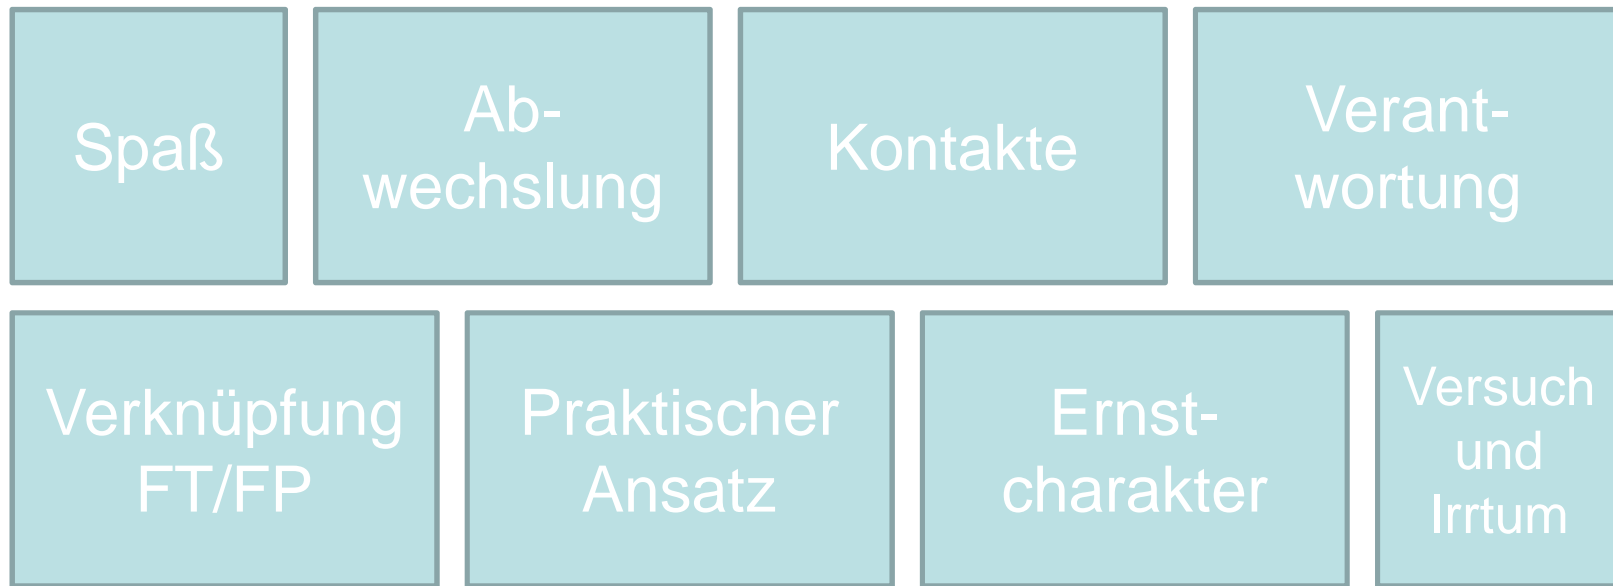 Spaß
Ab-
wechslung
Kontakte
Verant-
wortung
Verknüpfung
FT/FP
Praktischer
Ansatz
Ernst-
charakter
Versuch
und
Irrtum